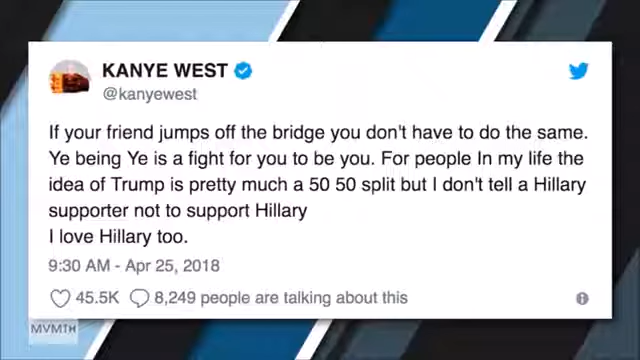 KANYE WEST
@kanyewest
If your friend jumps off the bridge you don't have to do the same.
Ye being Ye is a fight for you to be you. For people In my life the
idea of Trump is pretty much a 50 50 split but I don't tell a Hillary
supporter not to support Hillary
I love Hillary too.
9:30 AM - Apr 25, 2018
45.5K 8,249 people are talking about this
MVMTH